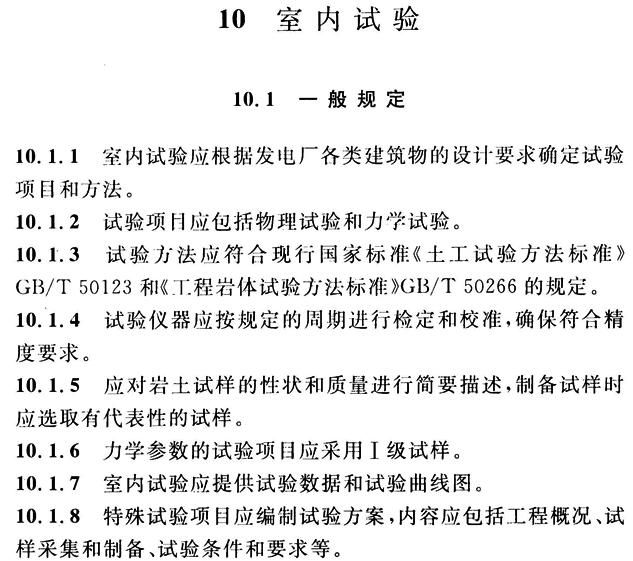 10 室内试验
10.1 一般规定
10.1.1 室内试验应根据发电厂各类建筑物的设计要求确定试验
项目和方法。
10.1.2 试验项目应包括物理试验和力学试验。
10.1.3 试验方法应符合现行国家标准《土工试验方法标准》
GB/T 50123 和《工程岩体试验方法标准》GB/T 50266 的规定。
10.1.4 试验仪器应按规定的周期进行检定和校准,确保符合精
度要求。
10.1.5 应对岩土试样的性状和质量进行简要描述,制备试样时
应选取有代表性的试样。
10.1.6 力学参数的试验项目应采用Ⅰ级试样。
10.1.7 室内试验应提供试验数据和试验曲线图。
10.1.8 特殊试验项目应编制试验方案,内容应包括工程概况、试
样采集和制备、试验条件和要求等。